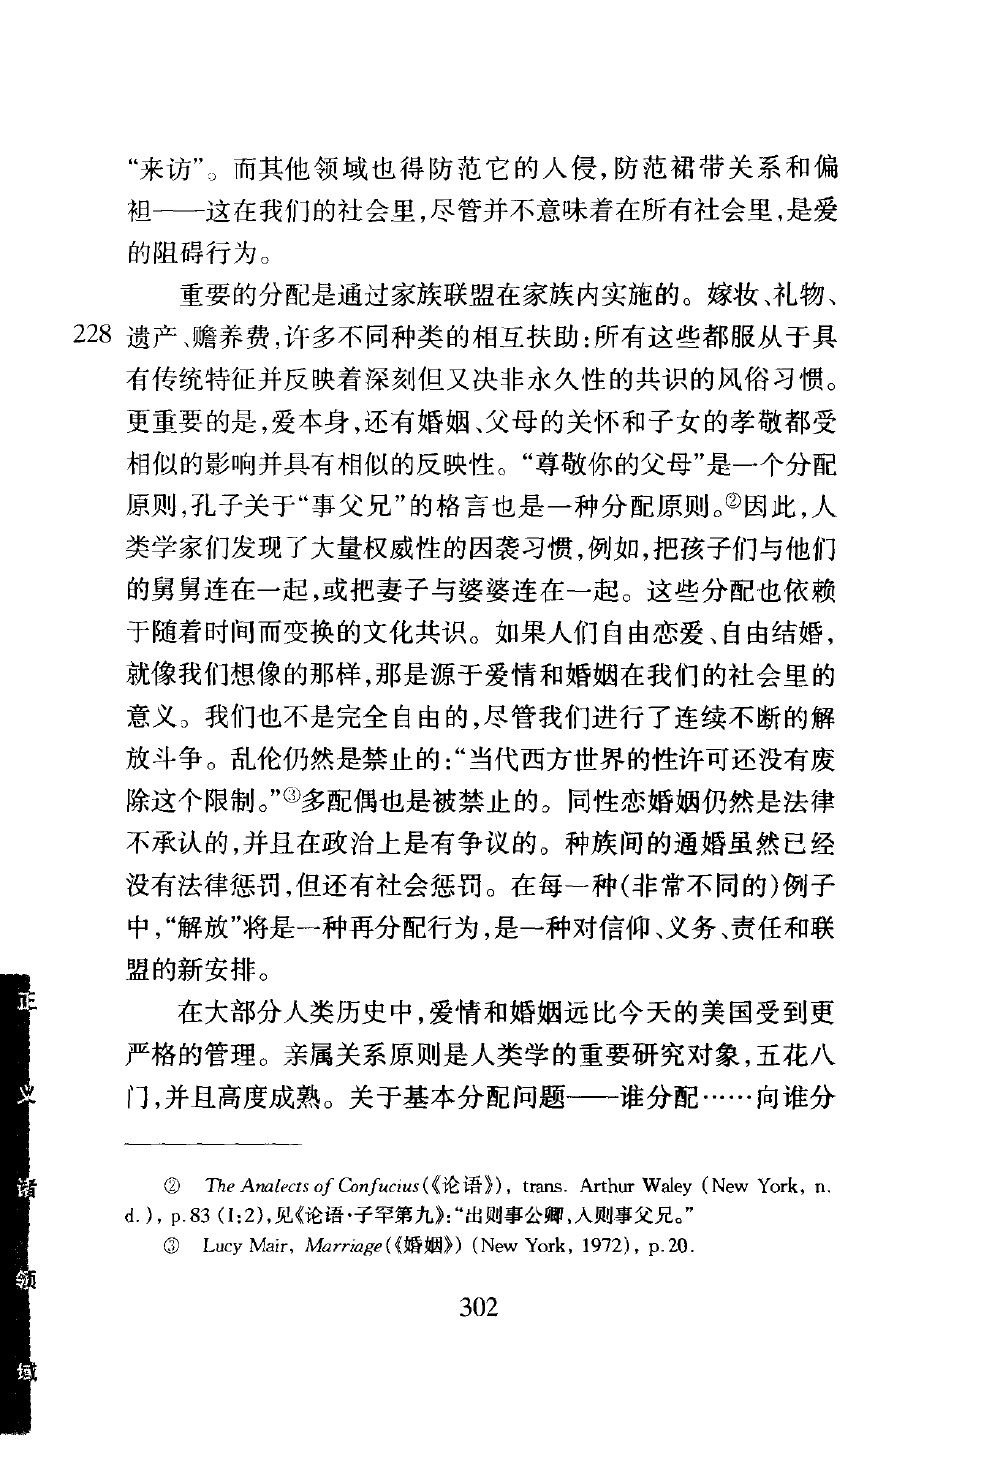 “来访”。而其他领域也得防范它的人侵,防范裙带关系和偏
袒——这在我们的社会里,尽管并不意味着在所有社会里,是爱
的阻碍行为。
重要的分配是通过家族联盟在家族内实施的。嫁妆、礼物、
228 遗产、赡养费,许多不同种类的相互扶助:所有这些都服从于具
有传统特征并反映着深刻但又决非永久性的共识的风俗习惯。
更重要的是,爱本身,还有婚姻、父母的关怀和子女的孝敬都受
相似的影响并具有相似的反映性。“尊敬你的父母”是一个分配
原则,孔子关于“事父兄”的格言也是一种分配原则。②因此,人
类学家们发现了大量权威性的因袭习惯,例如,把孩子们与他们
的舅舅连在一起,或把妻子与婆婆连在一起。这些分配也依赖
于随着时间而变换的文化共识。如果人们自由恋爱、自由结婚,
就像我们想像的那样,那是源于爱情和婚姻在我们的社会里的
意义。我们也不是完全自由的,尽管我们进行了连续不断的解
放斗争。乱伦仍然是禁止的:“当代西方世界的性许可还没有废
除这个限制。”③多配偶也是被禁止的。同性恋婚姻仍然是法律
不承认的,并且在政治上是有争议的。种族间的通婚虽然已经
没有法律惩罚,但还有社会惩罚。在每一种(非常不同的)例子
中,“解放”将是一种再分配行为,是一种对信仰、义务、责任和联
盟的新安排。
在大部分人类历史中,爱情和婚姻远比今天的美国受到更
严格的管理。亲属关系原则是人类学的重要研究对象,五花八
门,并且高度成熟。关于基本分配问题——谁分配……向谁分
② The Analects of Confucius(《论语》), trans. Arthur Waley (New York, n.
d.), p.83 (I:2),见《论语·子罕第九》:“出则事公卿,人则事父兄。”
③ Lucy Mair, Marriage(《婚姻》) (New York, 1972), p.20.
302
正
义
诸
领
域